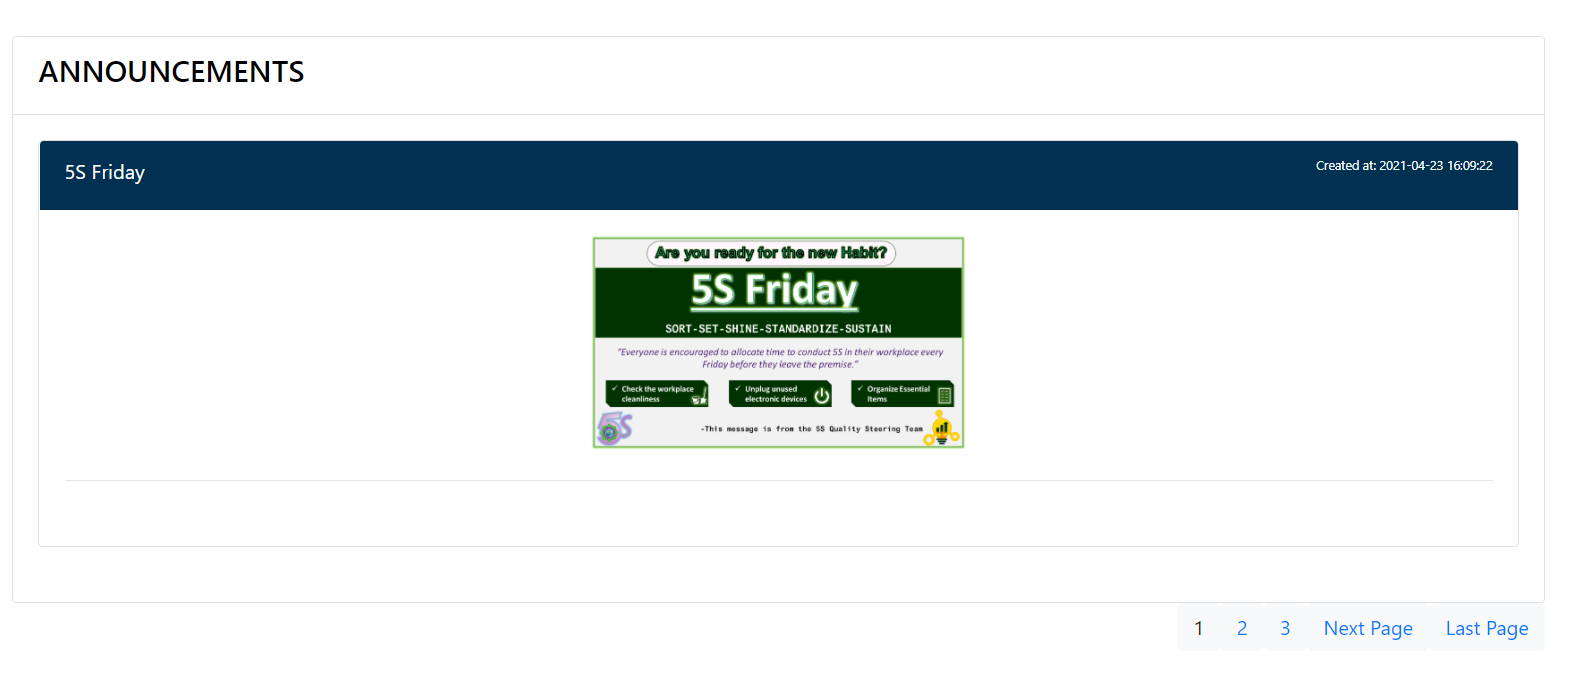 ANNOUNCEMENTS
5S Friday
Created at: 2021-04-23 16:09:22
Are you ready for the new Habit?
5S Friday
SORT-SET-SHINE-STANDARDIZE-SUSTAIN
"Everyone is encouraged to allocate time to conduct 5S in their workplace every
Friday before they leave the premise."
✓ Check the workplace
cleanliness
✓ Unplug unused
electronic devices
✓ Organize Essential
Items
5S
-This message is from the 5S Quality Steering Team
1 2 3 Next Page Last Page